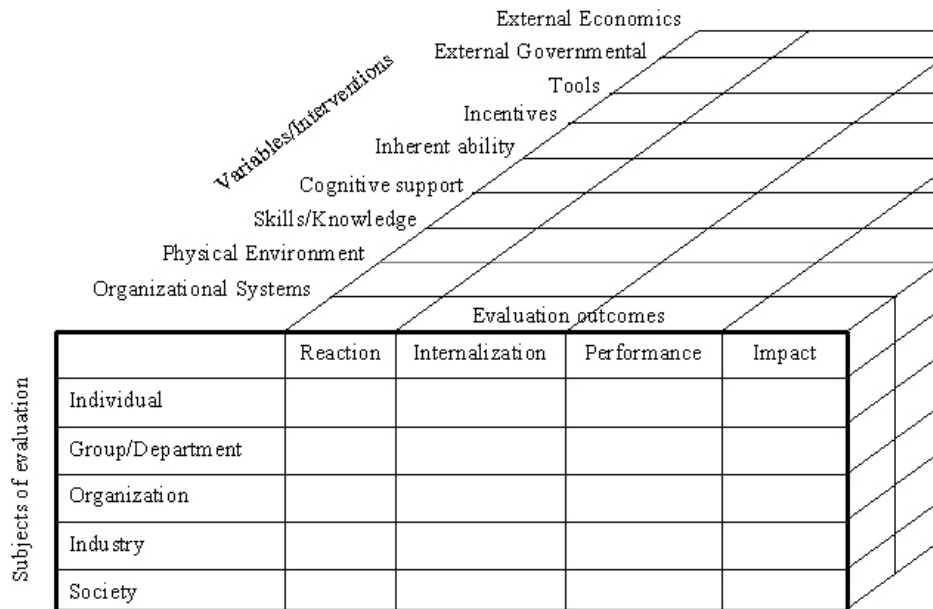 External Economics
External Governmental
Tools
Incentives
Inherent ability
Cognitive support
Skills/Knowledge
Physical Environment
Organizational Systems
Variables/Interventions
Evaluation outcomes
Reaction
Internalization
Performance
Impact
Subjects of evaluation
Individual
Group/Department
Organization
Industry
Society